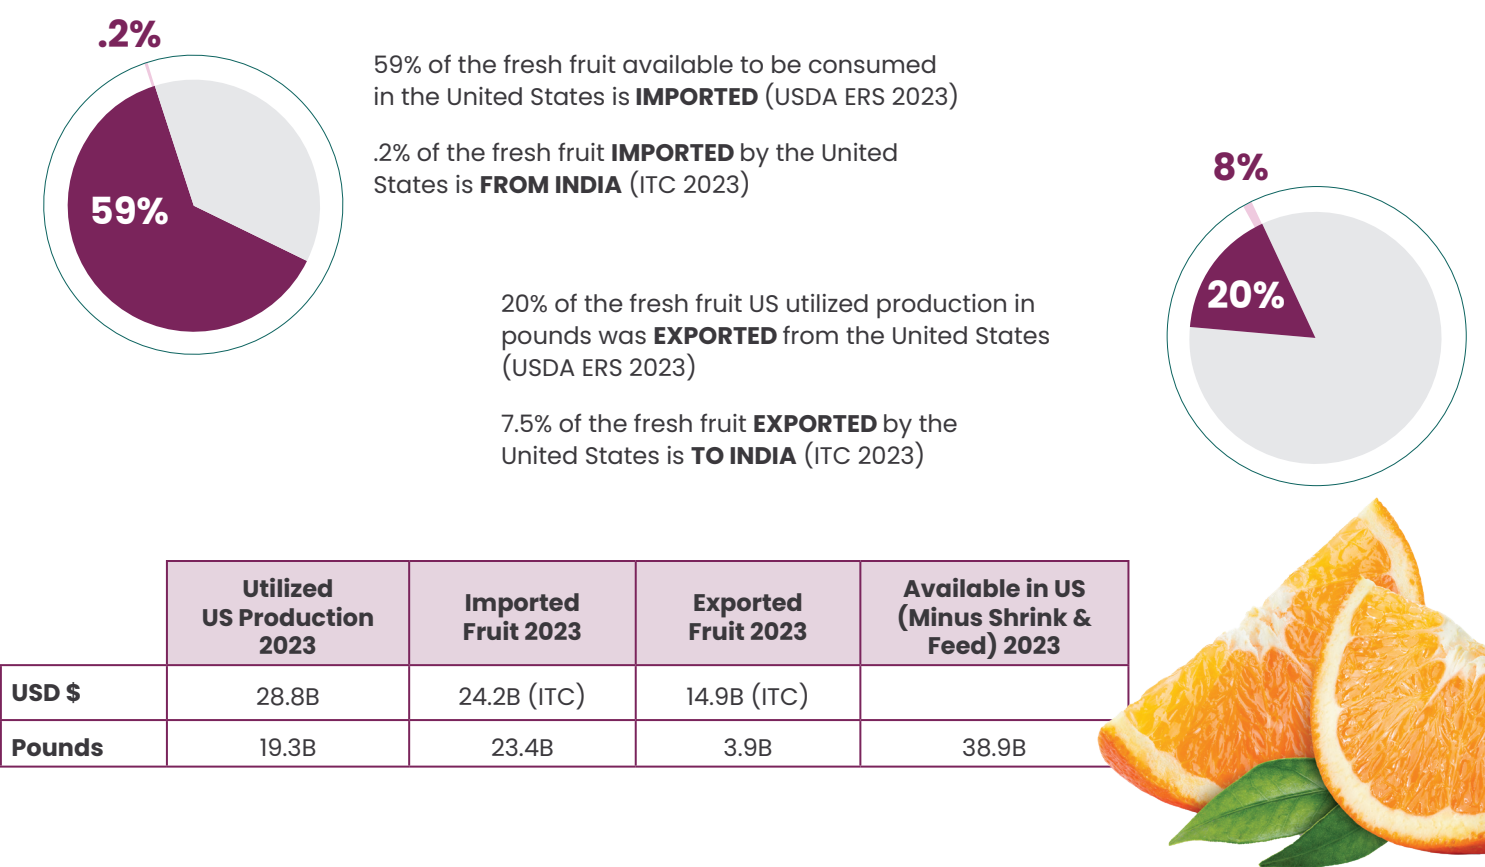 .2%
59%
59% of the fresh fruit available to be consumed
in the United States is IMPORTED (USDA ERS 2023)
.2% of the fresh fruit IMPORTED by the United
States is FROM INDIA (ITC 2023)
8%
20%
20% of the fresh fruit US utilized production in
pounds was EXPORTED from the United States
(USDA ERS 2023)
7.5% of the fresh fruit EXPORTED by the
United States is TO INDIA (ITC 2023)
Utilized
US Production
2023
Imported
Fruit 2023
Exported
Fruit 2023
Available in US
(Minus Shrink &
Feed) 2023
USD $ 28.8B 24.2B (ITC) 14.9B (ITC)
Pounds 19.3B 23.4B 3.9B 38.9B